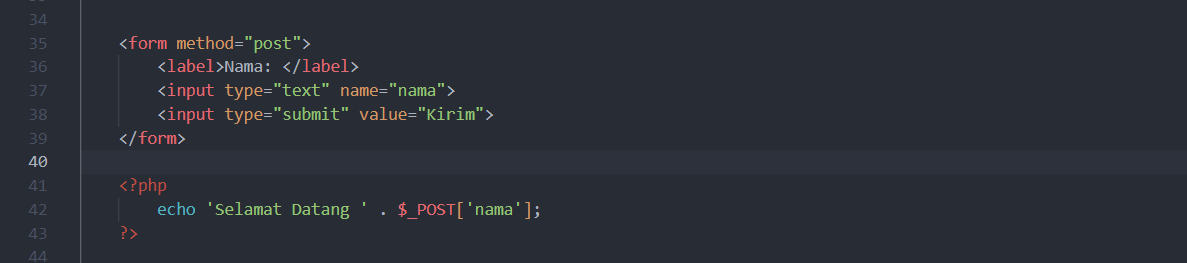 34
35 <form method="post">
36 <label>Nama: </label>
37 <input type="text" name="nama">
38 <input type="submit" value="Kirim">
39 </form>
40
41 <?php
42 echo 'Selamat Datang ' . $_POST['nama'];
43 ?>
44